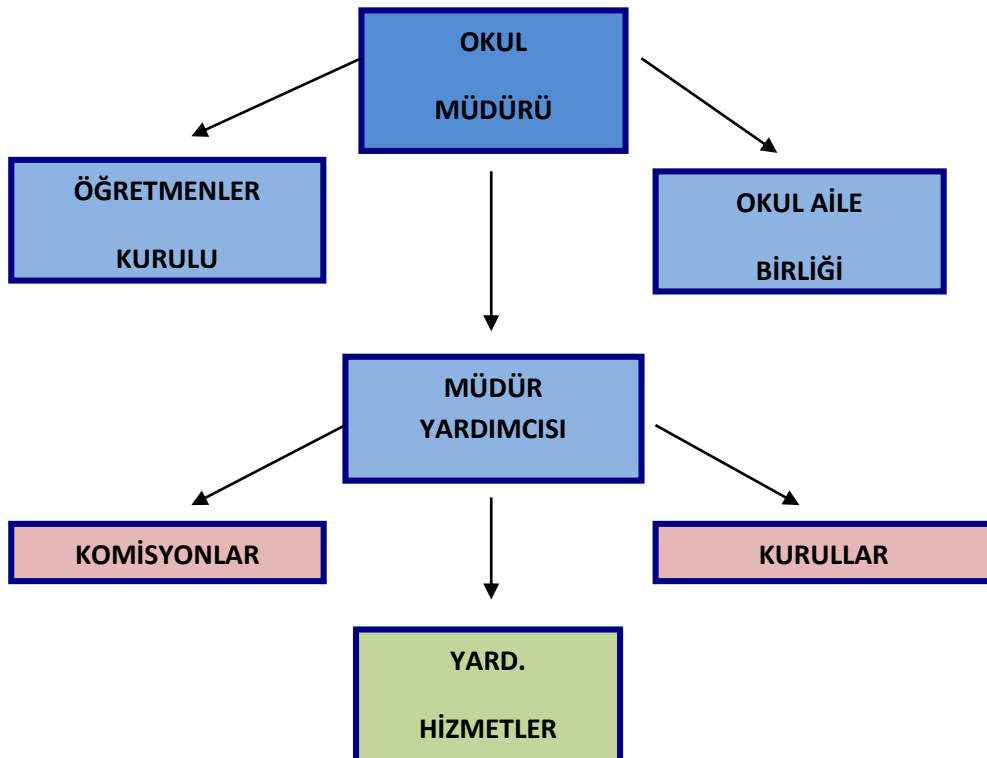 OKUL
MÜDÜRÜ
ÖĞRETMENLER
KURULU
OKUL AİLE
BİRLİĞİ
MÜDÜR
YARDIMCISI
KOMİSYONLAR
KURULLAR
YARD.
HİZMETLER